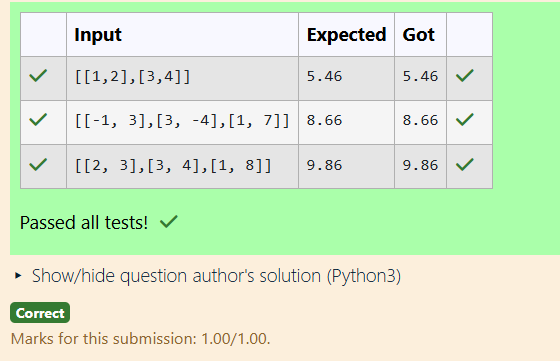 Input Expected Got
[[1,2],[3,4]] 5.46 5.46
[[-1, 3],[3, -4],[1, 7]] 8.66 8.66
[[2, 3],[3, 4],[1, 8]] 9.86 9.86
Passed all tests!
Show/hide question author's solution (Python3)
Correct
Marks for this submission: 1.00/1.00.